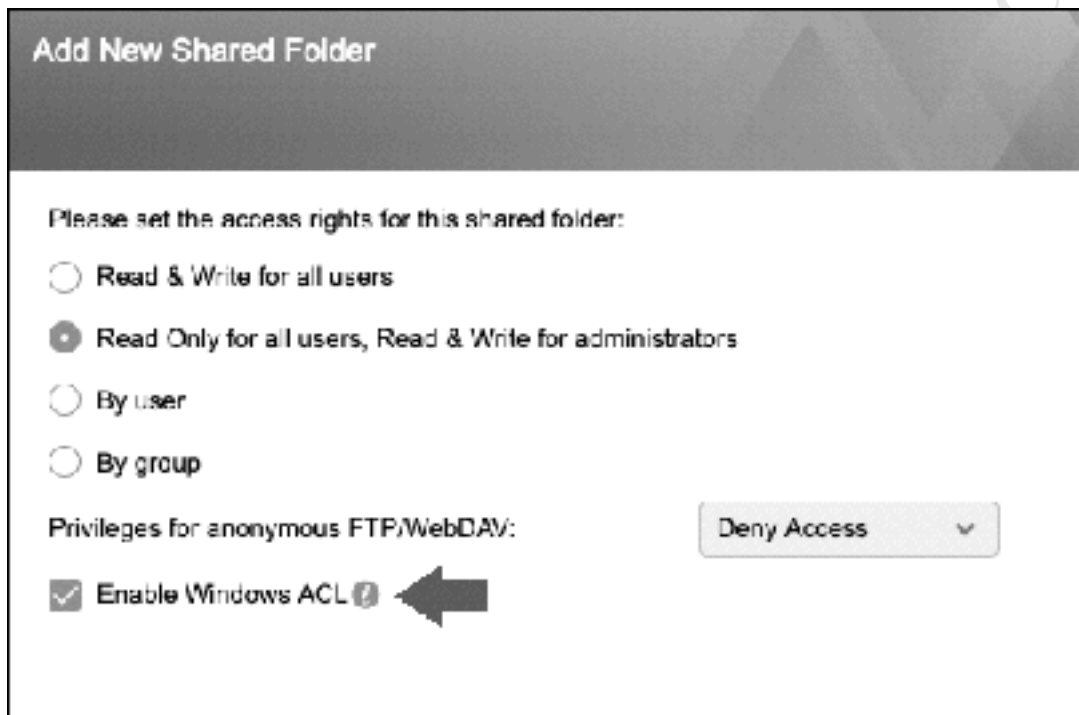 Add New Shared Folder
Please set the access rights for this shared folder:
Read & Write for all users
Read Only for all users, Read & Write for administrators
By user
By group
Privileges for anonymous FTP/WebDAV: Deny Access
Enable Windows ACL